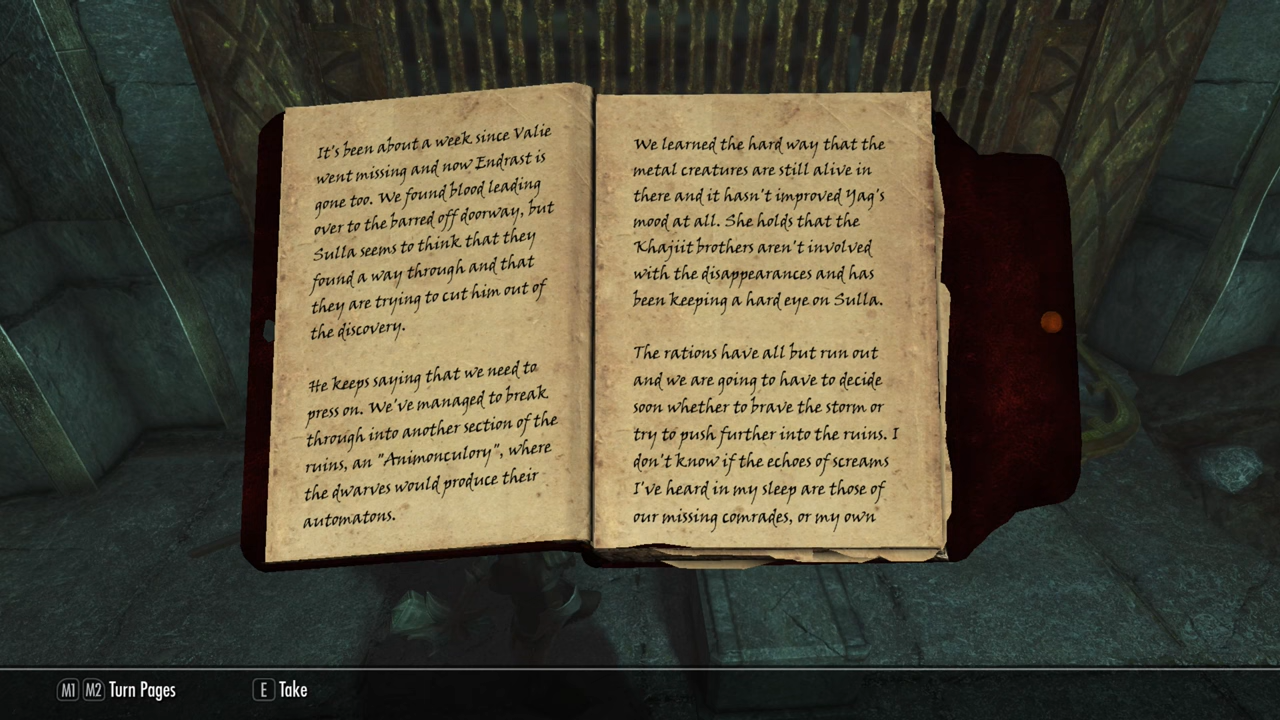 It's been about a week since Valie
went missing and now Endrast is
gone too. We found blood leading
over to the barred off doorway, but
Sulla seems to think that they
found a way through and that
they are trying to cut him out of
the discovery.
He keeps saying that we need to
press on. We've managed to break
through into another section of the
ruins, an "Animonculory", where
the dwarves would produce their
automatons.
We learned the hard way that the
metal creatures are still alive in
there and it hasn't improved Yag's
mood at all. She holds that the
Khajiit brothers aren't involved
with the disappearances and has
been keeping a hard eye on Sulla.
The rations have all but run out
and we are going to have to decide
soon whether to brave the storm or
try to push further into the ruins. I
don't know if the echoes of screams
I've heard in my sleep are those of
our missing comrades, or my own
M1 M2 Turn Pages
E Take